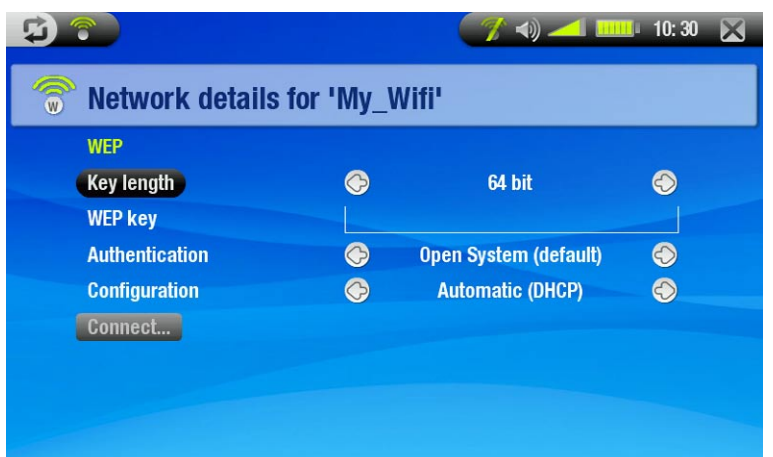 10:30
W
Network details for 'My_Wifi'
WEP
Key length 64 bit
WEP key
Authentication Open System (default)
Configuration Automatic (DHCP)
Connect...